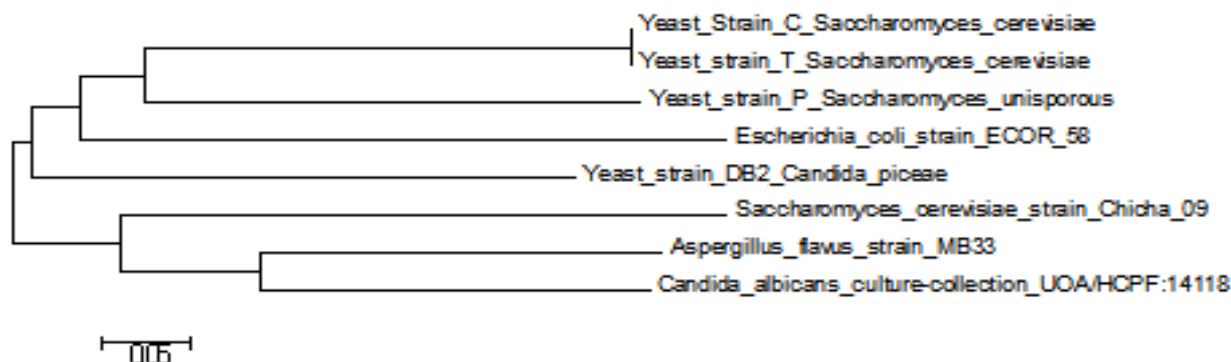 Yeast_Strain_C_Saccharomyces_cerevisiae
Yeast_strain_T_Saccharomyces_cerevisiae
Yeast_strain_P_Saccharomyces_unisporous
Escherichia_coli_strain_ECOR_58
Yeast_strain_DB2_Candida_piceae
Saccharomyces_cerevisiae_strain_Chicha_09
Aspergillus_flavus_strain_MB33
Candida_albicans_culture-collection_UOA/HCPF:14118
0.05